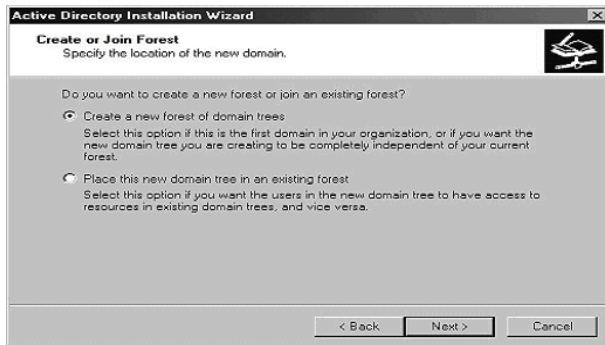 Active Directory Installation Wizard
Create or Join Forest
Specify the location of the new domain.
Do you want to create a new forest or join an existing forest?
Create a new forest of domain trees
Select this option if this is the first domain in your organization, or if you want the
new domain tree you are creating to be completely independent of your current
forest.
Place this new domain tree in an existing forest
Select this option if you want the users in the new domain tree to have access to
resources in existing domain trees, and vice versa.
< Back
Next >
Cancel